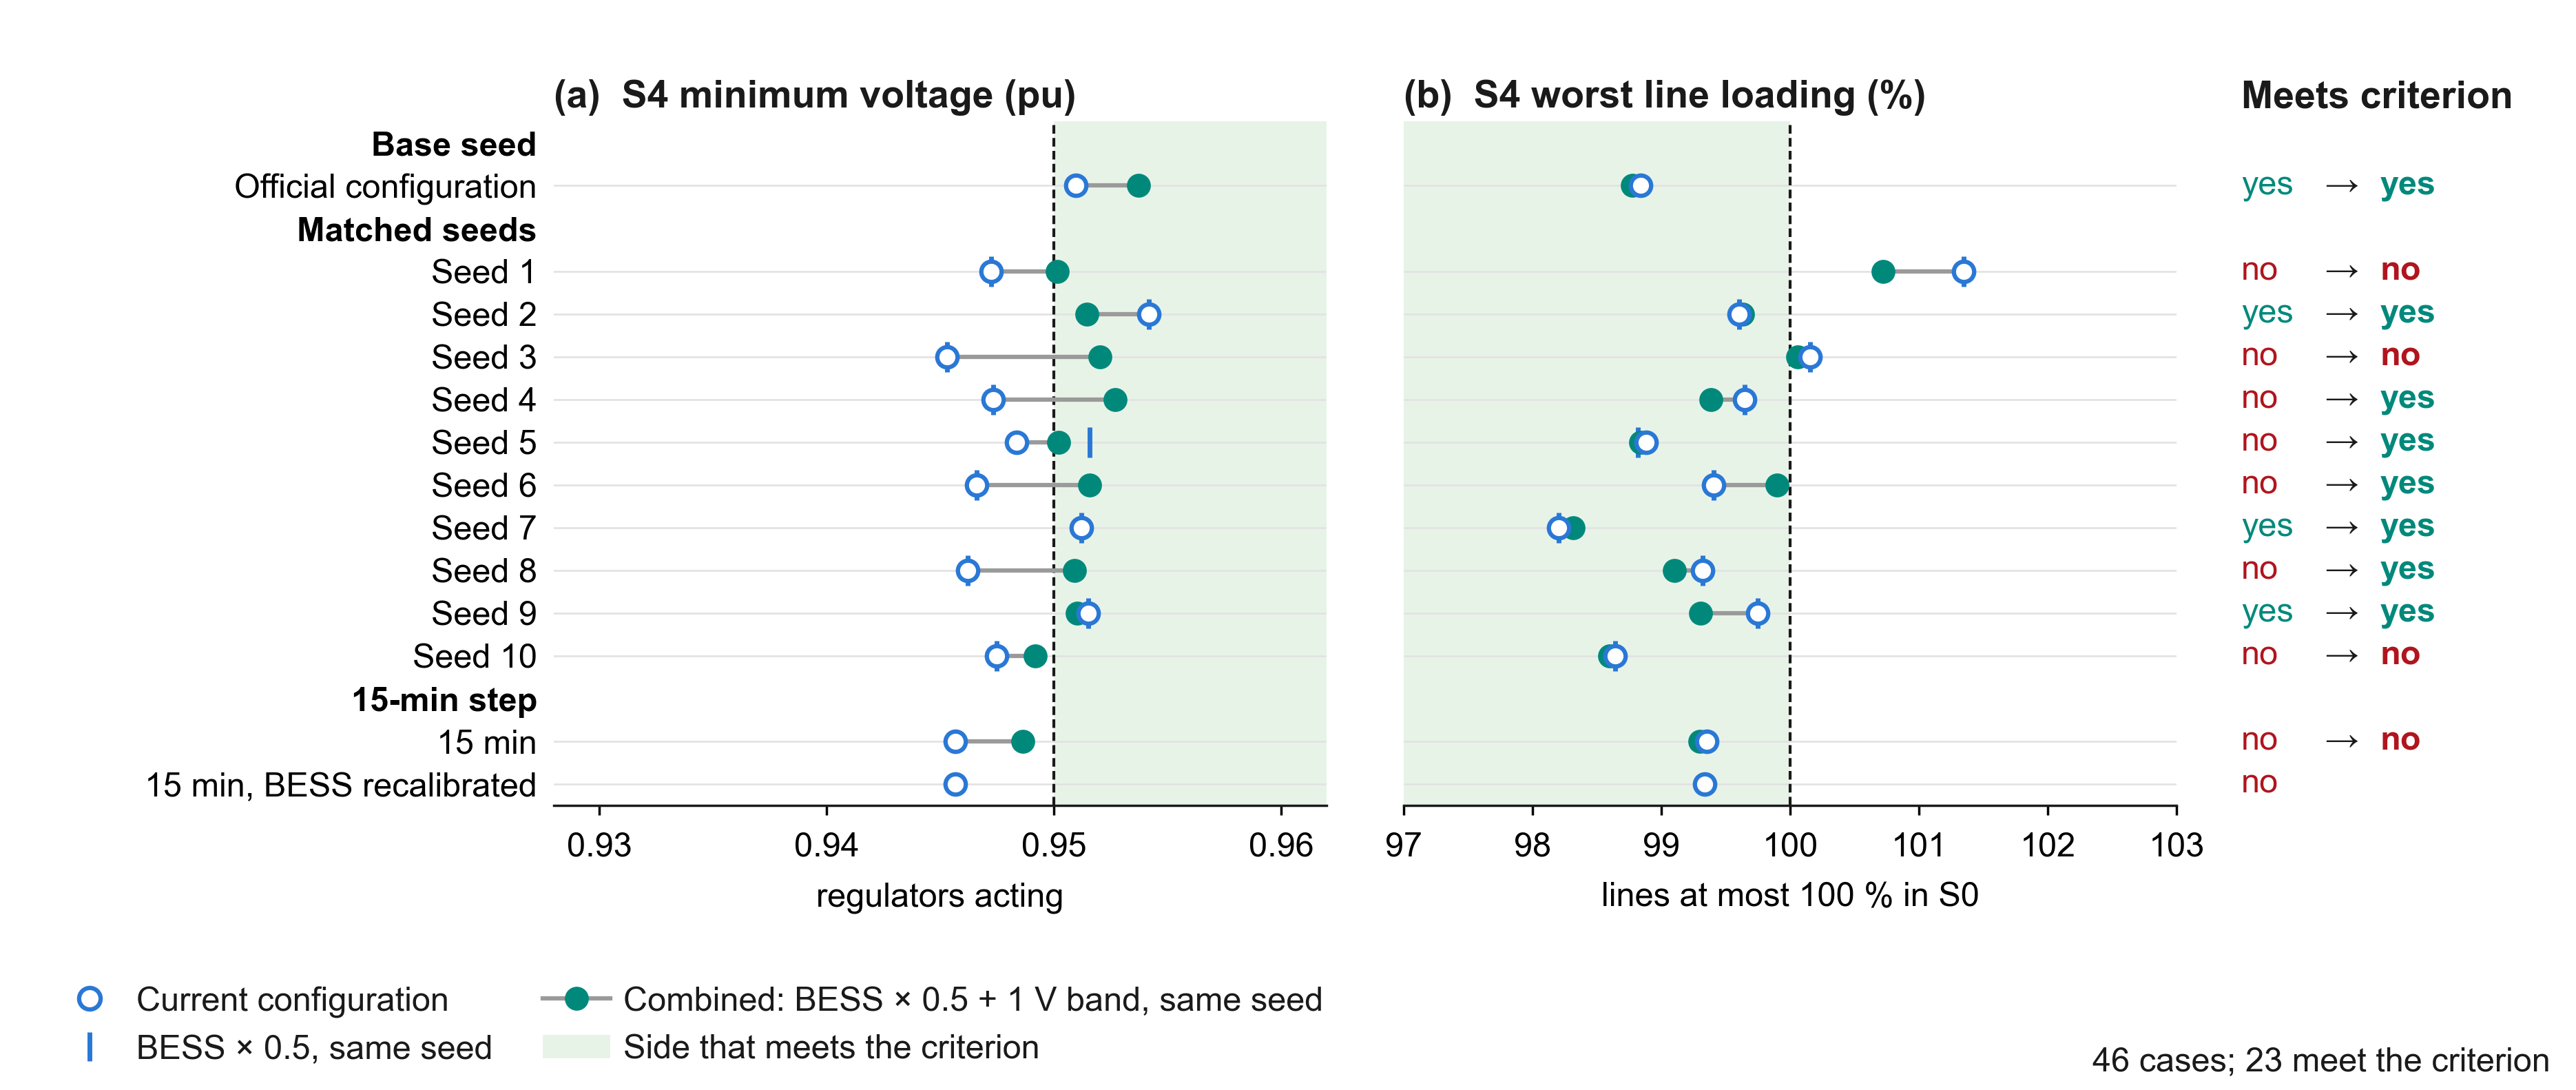 (a) S4 minimum voltage (pu)
(b) S4 worst line loading (%)
Meets criterion
Base seed
Official configuration
yes → yes
Matched seeds
Seed 1
no → no
Seed 2
yes → yes
Seed 3
no → no
Seed 4
no → yes
Seed 5
no → yes
Seed 6
no → yes
Seed 7
yes → yes
Seed 8
no → yes
Seed 9
yes → yes
Seed 10
no → no
15-min step
15 min
no → no
15 min, BESS recalibrated
no
0.93 0.94 0.95 0.96
97 98 99 100 101 102 103
regulators acting
lines at most 100 % in S0
Current configuration
Combined: BESS × 0.5 + 1 V band, same seed
BESS × 0.5, same seed
Side that meets the criterion
46 cases; 23 meet the criterion